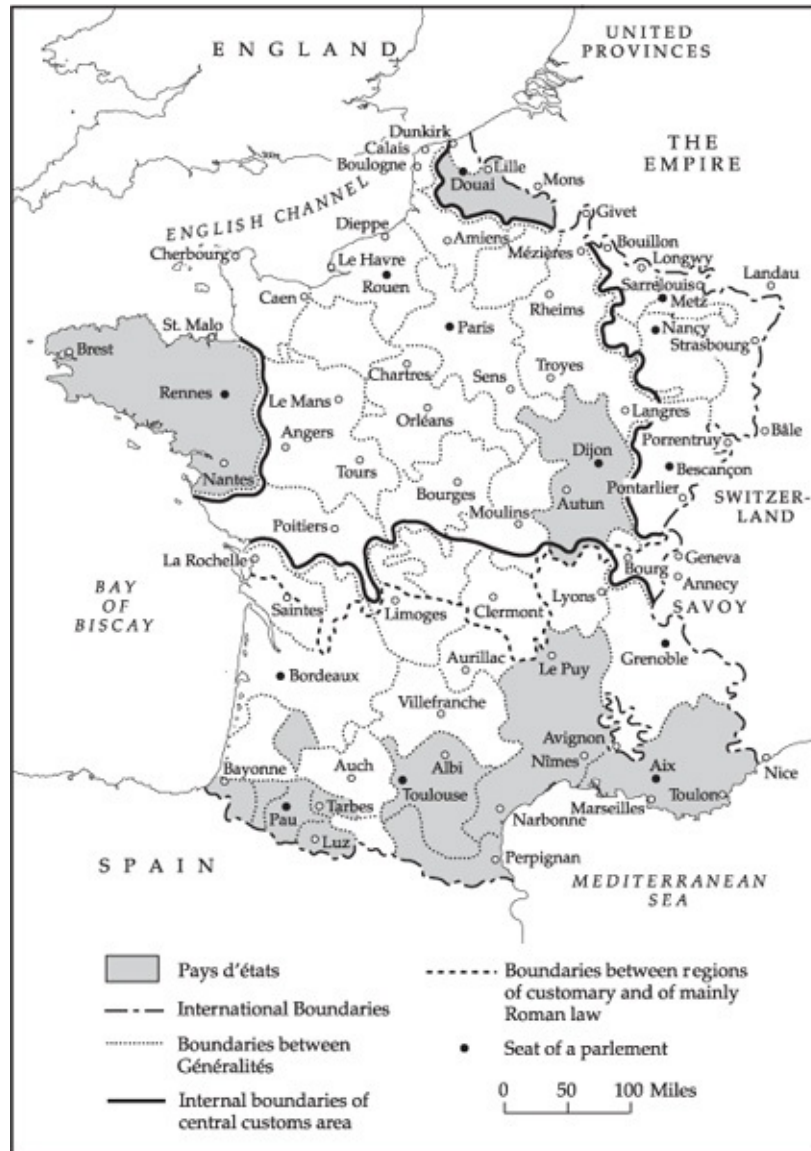 ENGLAND
UNITED
PROVINCES
Dunkirk
Calais
Boulogne
Lille
Douai
Mons
THE
EMPIRE
ENGLISH CHANNEL
Givet
Dieppe
Amiens
Mézières
Bouillon
Longwy
Cherbourg
Le Havre
Rouen
Sarrelouis
Landau
Metz
Caen
Rheims
St. Malo
Paris
Nançy
Strasbourg
Brest
Chartres
Troyes
Rennes
Sens
Le Mans
Orléans
Langres
Angers
Porrentruy
Bâle
Dijon
Bescançon
Nantes
Tours
Bourges
Autun
Pontarlier
SWITZER-
LAND
Moulins
Poitiers
La Rochelle
Bourg
Geneva
Annecy
BAY
OF
BISCAY
Saintes
Limoges
Clermont
Lyons
SAVOY
Aurillac
Le Puy
Grenoble
Bordeaux
Villefranche
Avignon
Albi
Nîmes
Aix
Nice
Bayonne
Auch
Toulouse
Marseilles
Toulon
Pau
Tarbes
Narbonne
Luz
Perpignan
SPAIN
MEDITERRANEAN
SEA
Pays d'états
International Boundaries
Boundaries between
Généralités
Internal boundaries of
central customs area
Boundaries between regions
of customary and of mainly
Roman law
Seat of a parlement
0 50 100 Miles